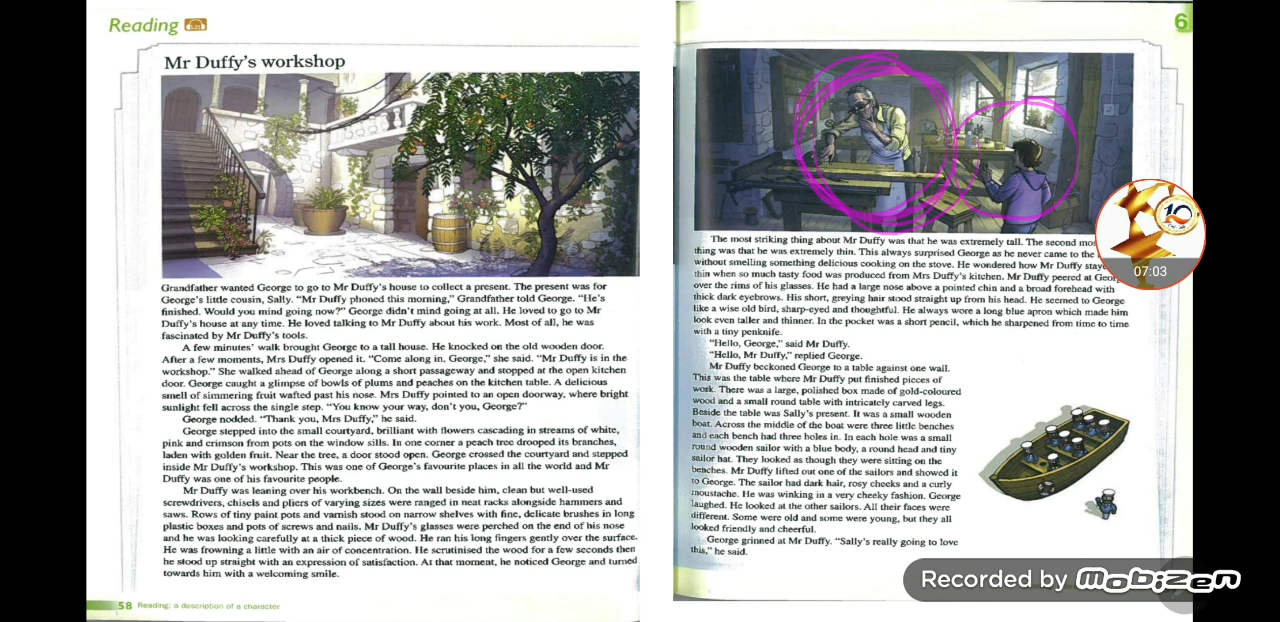 Reading
Mr Duffy's workshop
Grandfather wanted George to go to Mr Duffy's house to collect a present. The present was for
George's little cousin, Sally. "Mr Duffy phoned this morning," Grandfather told George. "He's
finished. Would you mind going now?" George didn't mind going at all. He loved to go to Mr
Duffy's house at any time. He loved talking to Mr Duffy about his work. Most of all, he was
fascinated by Mr Duffy's tools.
A few minutes' walk brought George to a tall house. He knocked on the old wooden door.
After a few moments, Mrs Duffy opened it. "Come along in, George," she said. "Mr Duffy is in the
workshop." She walked ahead of George along a short passageway and stopped at the open kitchen
door. George caught a glimpse of bowls of plums and peaches on the kitchen table. A delicious
smell of simmering fruit wafted past his nose. Mrs Duffy pointed to an open doorway, where bright
sunlight fell across the single step. "You know your way, don't you, George?"
George nodded. "Thank you, Mrs Duffy," he said.
George stepped into the small courtyard, brilliant with flowers cascading in streams of white,
pink and crimson from pots on the window sills. In one corner a peach tree drooped its branches,
laden with golden fruit. Near the tree, a door stood open. George crossed the courtyard and stepped
inside Mr Duffy's workshop. This was one of George's favourite places in all the world and Mr
Duffy was one of his favourite people.
Mr Duffy was leaning over his workbench. On the wall beside him, clean but well-used
screwdrivers, chisels and pliers of varying sizes were ranged in neat racks alongside hammers and
saws. Rows of tiny paint pots and varnish stood on narrow shelves with fine, delicate brushes in long
plastic boxes and pots of screws and nails. Mr Duffy's glasses were perched on the end of his nose
and he was looking carefully at a thick piece of wood. He ran his long fingers gently over the surface.
He was frowning a little with an air of concentration. He scrutinised the wood for a few seconds then
he stood up straight with an expression of satisfaction. At that moment, he noticed George and turned
towards him with a welcoming smile.
58 Reading: a description of a character
6
The most striking thing about Mr Duffy was that he was extremely tall. The second mo
thing was that he was extremely thin. This always surprised George as he never came to the
without smelling something delicious cooking on the stove. He wondered how Mr Duffy staye
thin when so much tasty food was produced from Mrs Duffy's kitchen. Mr Duffy peered at Geor
over the rims of his glasses. He had a large nose above a pointed chin and a broad forehead with
thick dark eyebrows. His short, greying hair stood straight up from his head. He seemed to George
like a wise old bird, sharp-eyed and thoughtful. He always wore a long blue apron which made him
look even taller and thinner. In the pocket was a short pencil, which he sharpened from time to time
with a tiny penknife.
"Hello, George," said Mr Duffy.
"Hello, Mr Duffy," replied George.
Mr Duffy beckoned George to a table against one wall.
This was the table where Mr Duffy put finished pieces of
work. There was a large, polished box made of gold-coloured
wood and a small round table with intricately carved legs.
Beside the table was Sally's present. It was a small wooden
boat. Across the middle of the boat were three little benches
and each bench had three holes in. In each hole was a small
round wooden sailor with a blue body, a round head and tiny
sailor hat. They looked as though they were sitting on the
benches. Mr Duffy lifted out one of the sailors and showed it
to George. The sailor had dark hair, rosy cheeks and a curly
moustache. He was winking in a very cheeky fashion. George
laughed. He looked at the other sailors. All their faces were
different. Some were old and some were young, but they all
looked friendly and cheerful.
George grinned at Mr Duffy. "Sally's really going to love
this," he said.
10
07:03
Recorded by Mobizen